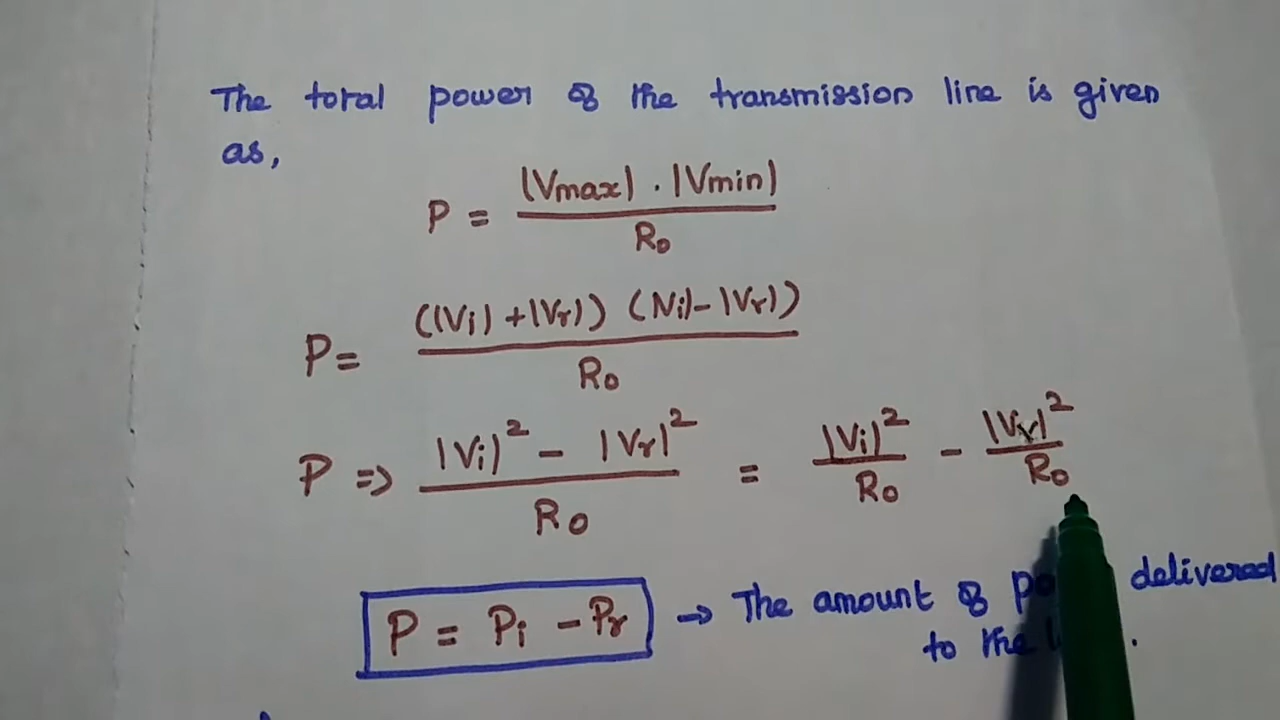 The total power of the transmission line is given
as,
P = |Vmax| . |Vmin| / R0
P = (|Vi| + |Vr|) (|Vi| - |Vr|) / R0
P => |Vi|² - |Vr|² / R0 = |Vi|² / R0 - |Vr|² / R0
P = Pi - Pr → The amount of delivered
to the